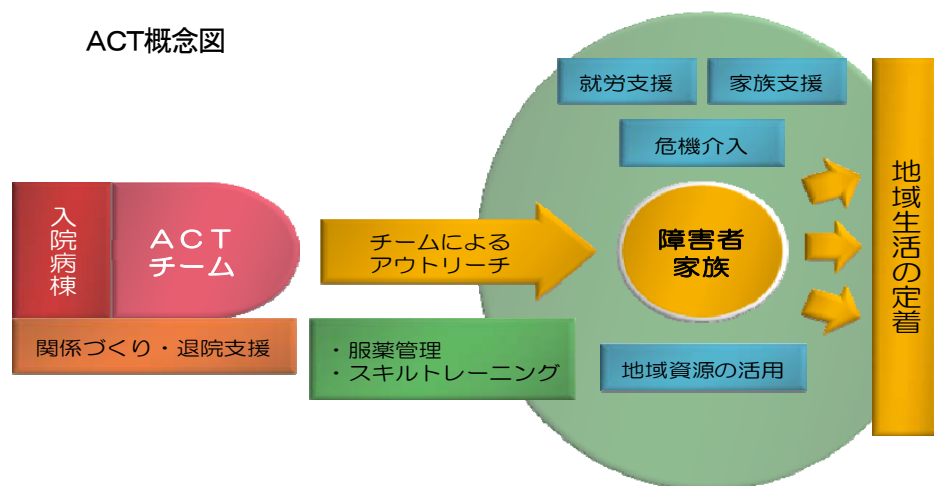 ACT概念図
就労支援
家族支援
危機介入
入院病棟
ACT
チーム
チームによる
アウトリーチ
障害者
家族
地域生活の定着
関係づくり・退院支援
・服薬管理
・スキルトレーニング
地域資源の活用